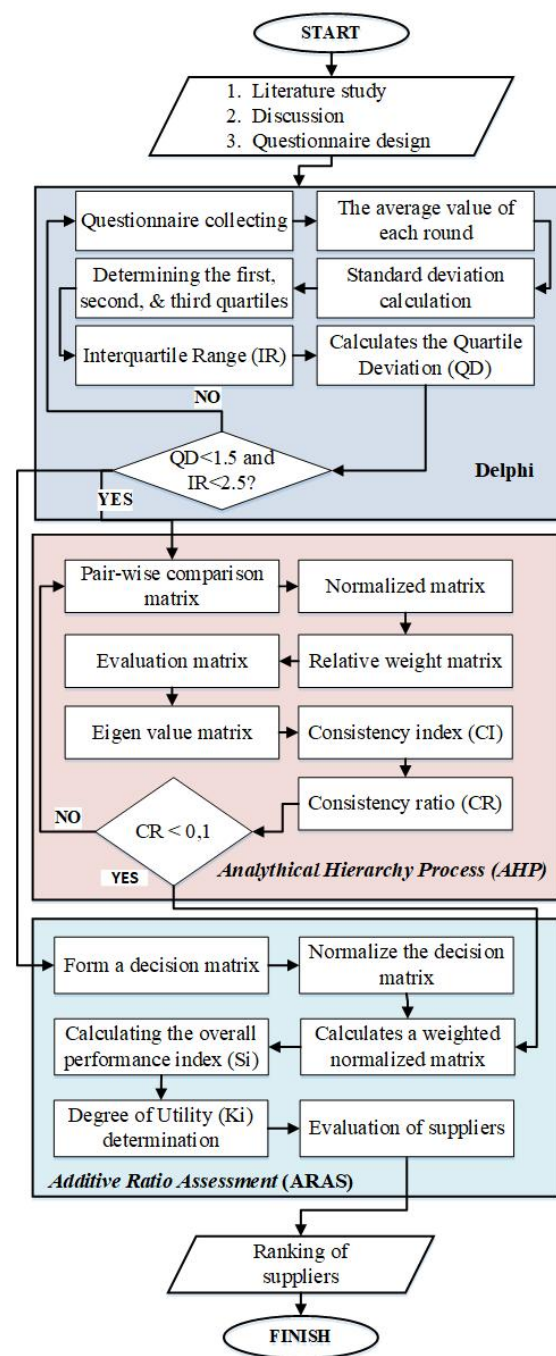 START
1. Literature study
2. Discussion
3. Questionnaire design
Questionnaire collecting
The average value of
each round
Determining the first,
second, & third quartiles
Standard deviation
calculation
Interquartile Range (IR)
Calculates the Quartile
Deviation (QD)
NO
QD<1.5 and
IR<2.5?
YES
Delphi
Pair-wise comparison
matrix
Normalized matrix
Evaluation matrix
Relative weight matrix
Eigen value matrix
Consistency index (CI)
Consistency ratio (CR)
NO
CR < 0,1
YES
Analytical Hierarchy Process (AHP)
Form a decision matrix
Normalize the decision
matrix
Calculating the overall
performance index (Si)
Calculates a weighted
normalized matrix
Degree of Utility (Ki)
determination
Evaluation of suppliers
Additive Ratio Assessment (ARAS)
Ranking of
suppliers
FINISH